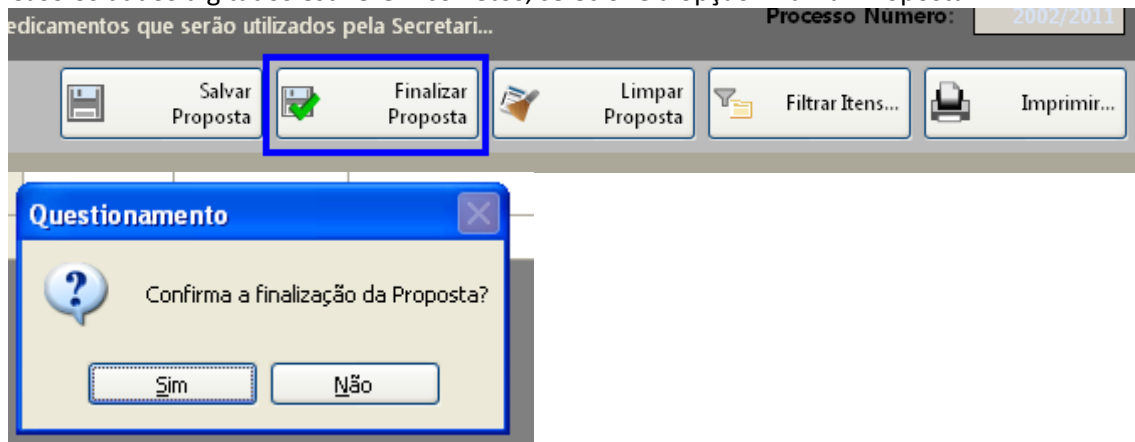 edicamentos que serão utilizados pela Secretari...
Processo Número:
2002/2011
Salvar
Proposta
Finalizar
Proposta
Limpar
Proposta
Filtrar Itens...
Imprimir...
Questionamento
Confirma a finalização da Proposta?
Sim
Não